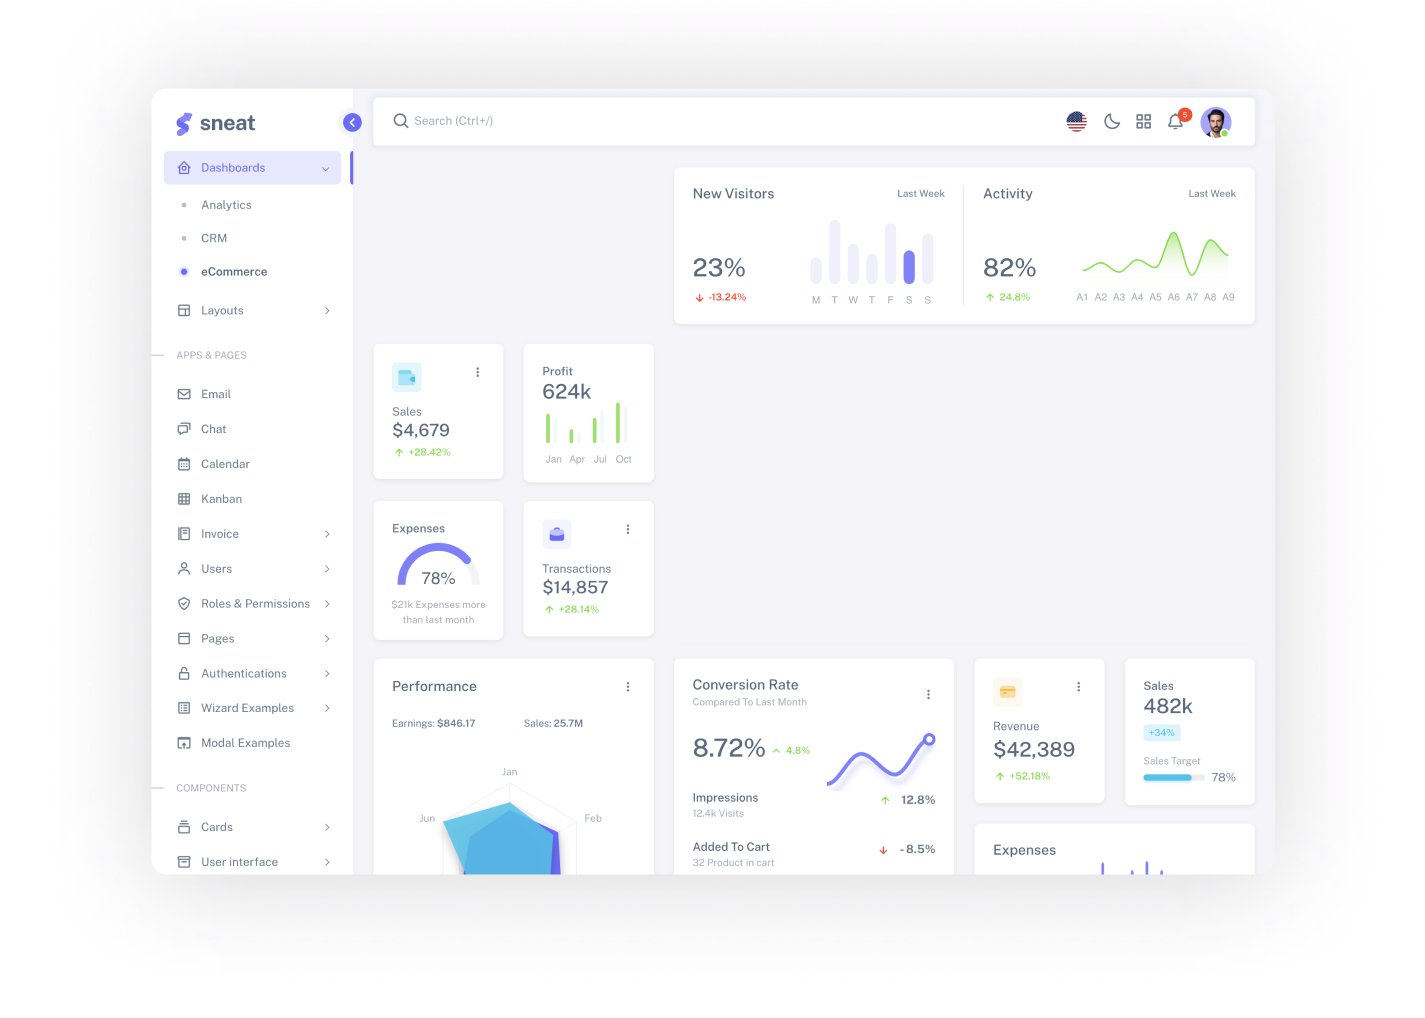 sneat
Dashboards
Analytics
CRM
eCommerce
Layouts
APPS & PAGES
Email
Chat
Calendar
Kanban
Invoice
Users
Roles & Permissions
Pages
Authentications
Wizard Examples
Modal Examples
COMPONENTS
Cards
User interface
Search (Ctrl+/)
5
New Visitors
Last Week
23%
-13.24%
M T W T F S S
Activity
Last Week
82%
24.8%
A1 A2 A3 A4 A5 A6 A7 A8 A9
Sales
$4,679
+28.42%
Profit
624k
Jan Apr Jul Oct
Expenses
78%
$21k Expenses more
than last month
Transactions
$14,857
+28.14%
Performance
Earnings: $846.17
Sales: 25.7M
Jan
Jun
Feb
Conversion Rate
Compared To Last Month
8.72%
4.8%
Impressions
12.4k Visits
12.8%
Added To Cart
32 Product in cart
- 8.5%
Revenue
$42,389
+52.18%
Sales
482k
+34%
Sales Target
78%
Expenses